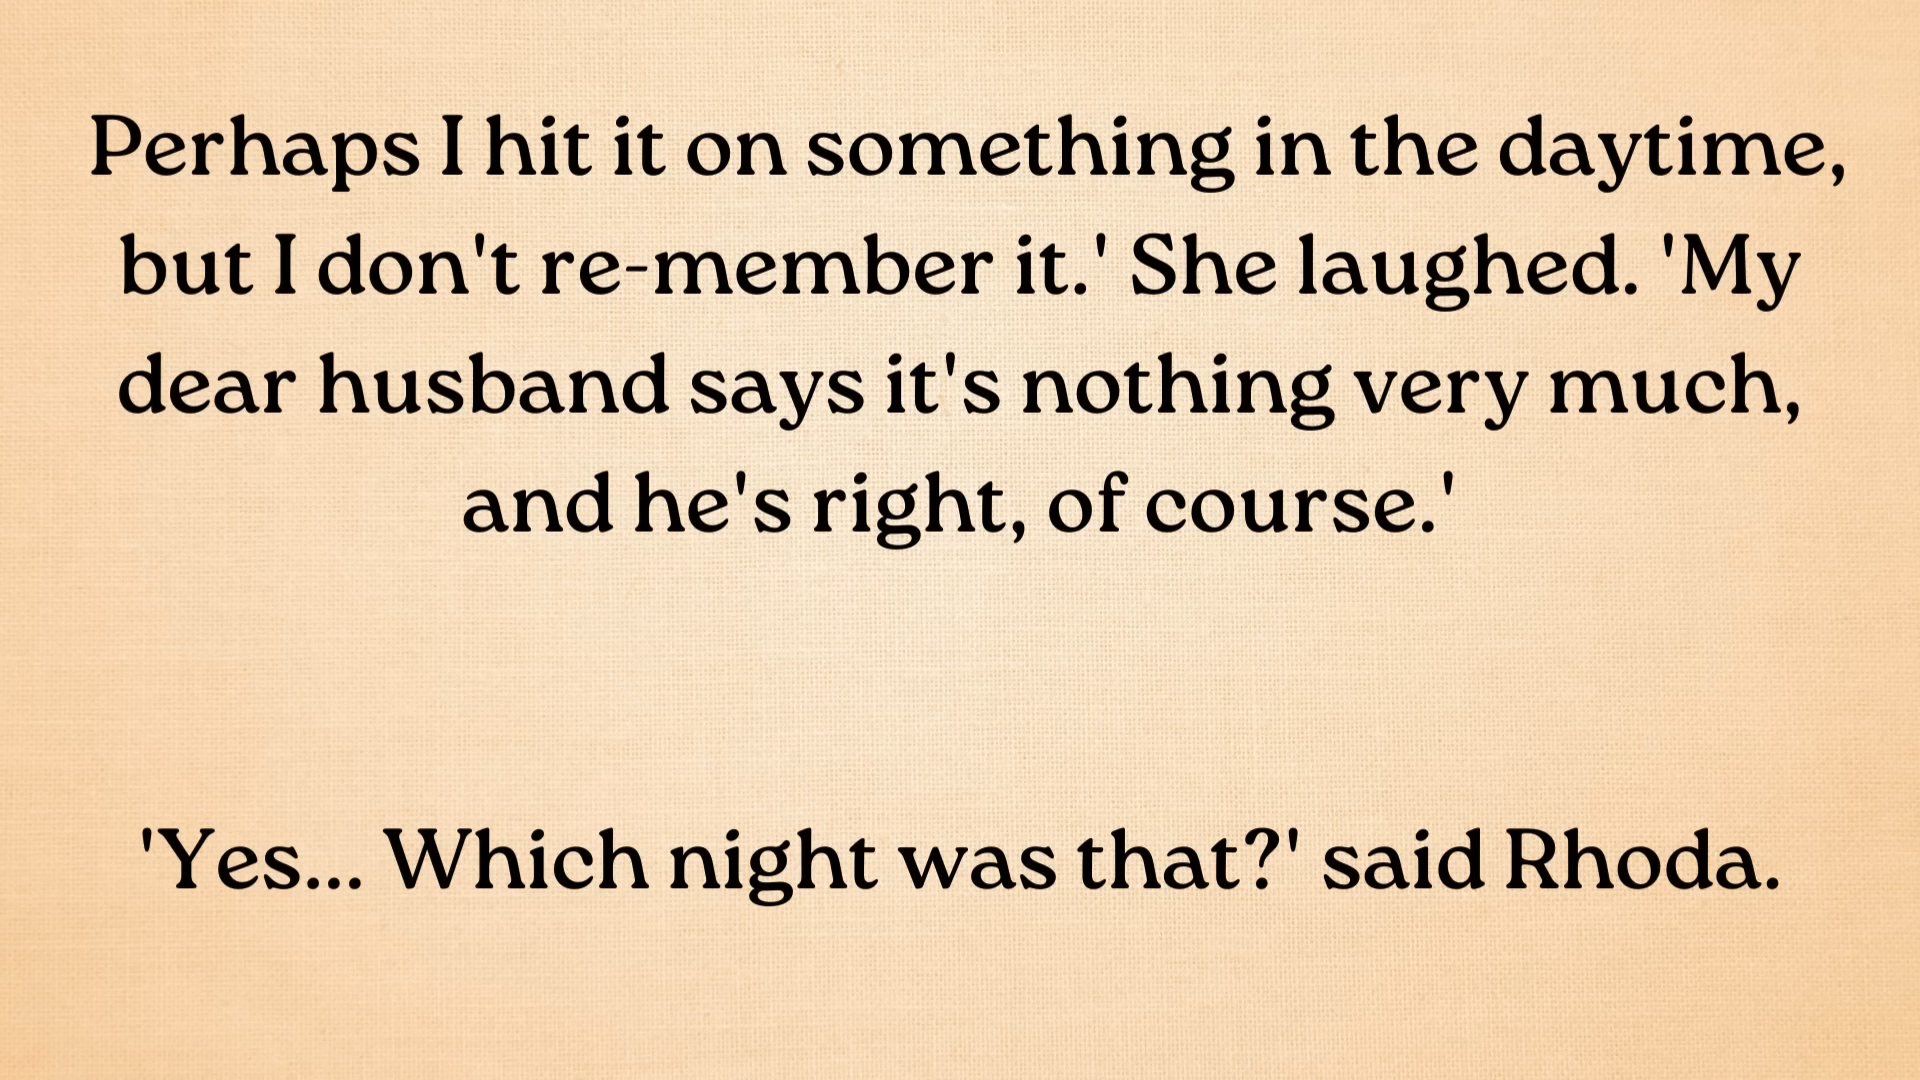 Perhaps I hit it on something in the daytime,
but I don't re-member it.' She laughed. 'My
dear husband says it's nothing very much,
and he's right, of course.'
'Yes... Which night was that?' said Rhoda.